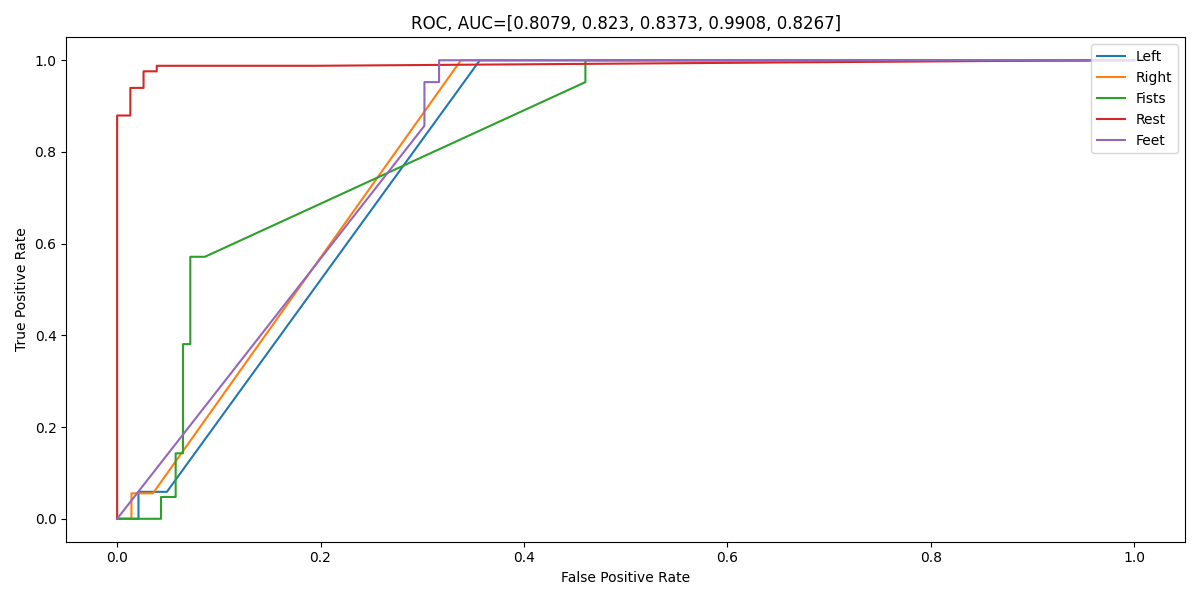 ROC, AUC=[0.8079, 0.823, 0.8373, 0.9908, 0.8267]
True Positive Rate
1.0
0.8
0.6
0.4
0.2
0.0
Left
Right
Fists
Rest
Feet
0.0 0.2 0.4 0.6 0.8 1.0
False Positive Rate